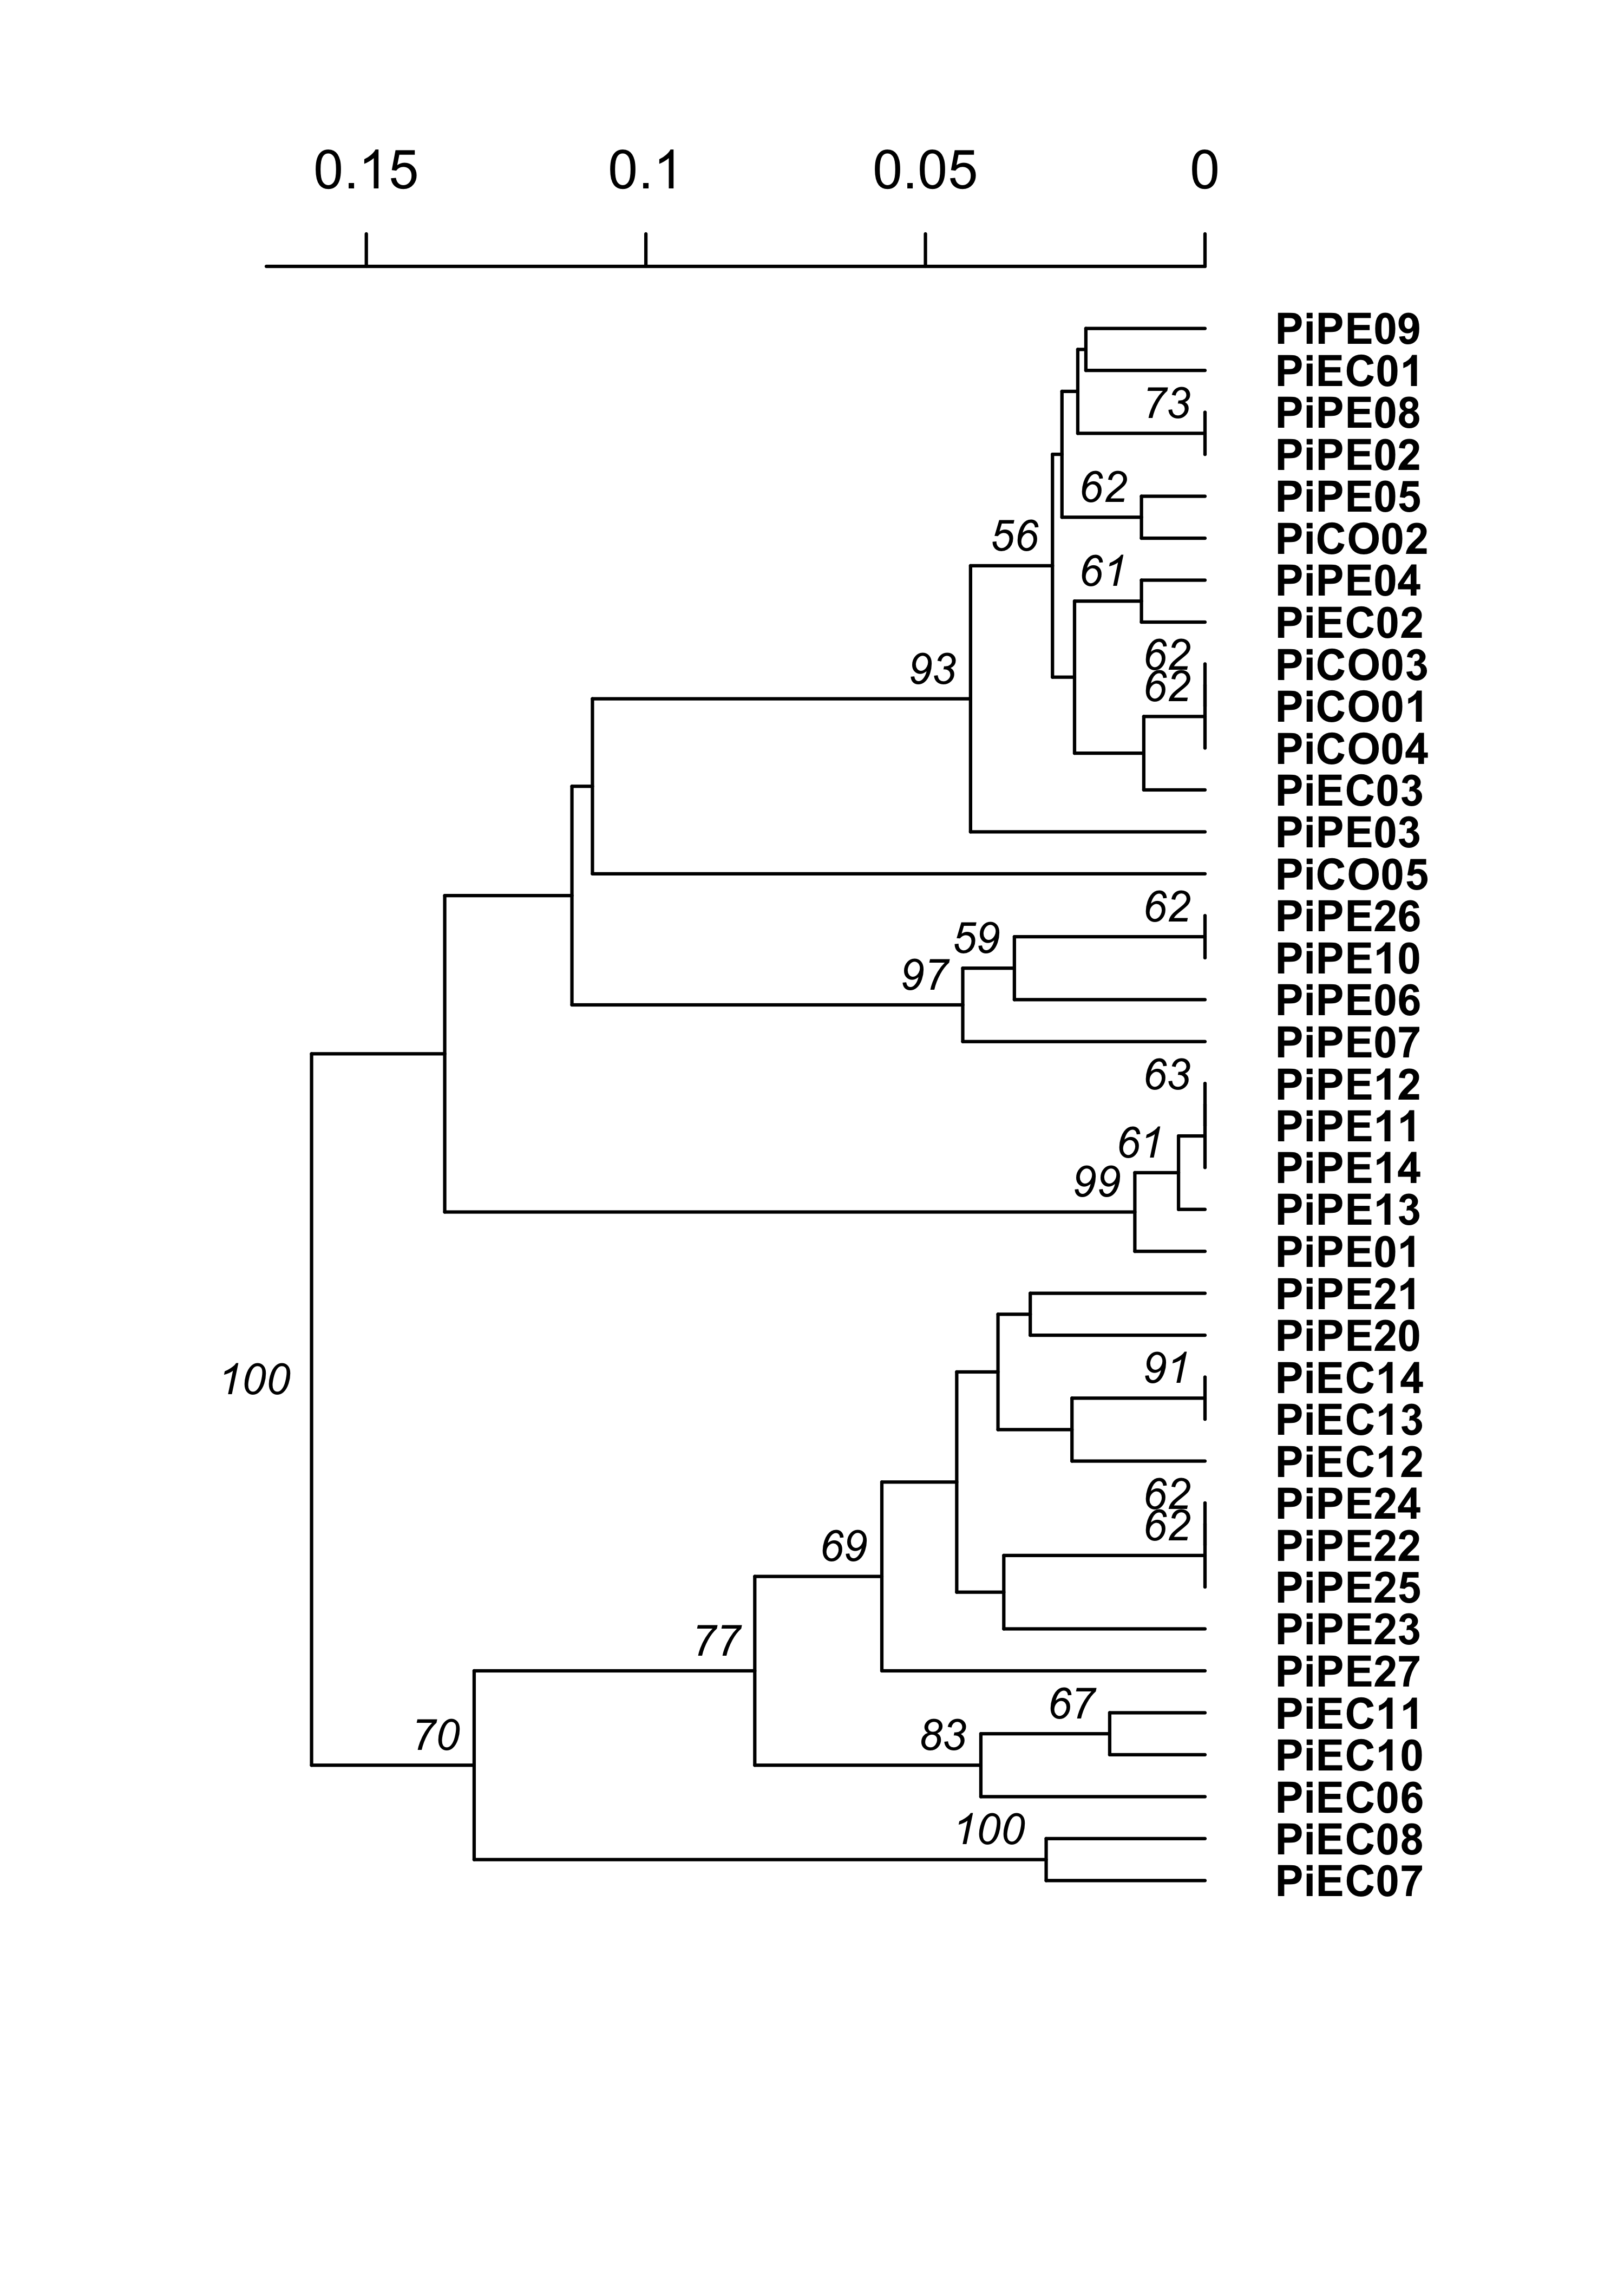 0.15 0.1 0.05 0
PiPE09
PiEC01
73 PiPE08
PiPE02
62 PiPE05
56 PiCO02
61 PiPE04
PiEC02
62 PiCO03
93 62 PiCO01
PiCO04
PiEC03
PiPE03
PiCO05
62 PiPE26
59 PiPE10
97 PiPE06
PiPE07
63 PiPE12
61 PiPE11
99 PiPE14
PiPE13
PiPE01
PiPE21
PiPE20
100 91 PiEC14
PiEC13
PiEC12
62 PiPE24
69 62 PiPE22
PiPE25
77 PiPE23
PiPE27
67 PiEC11
70 83 PiEC10
PiEC06
100 PiEC08
PiEC07